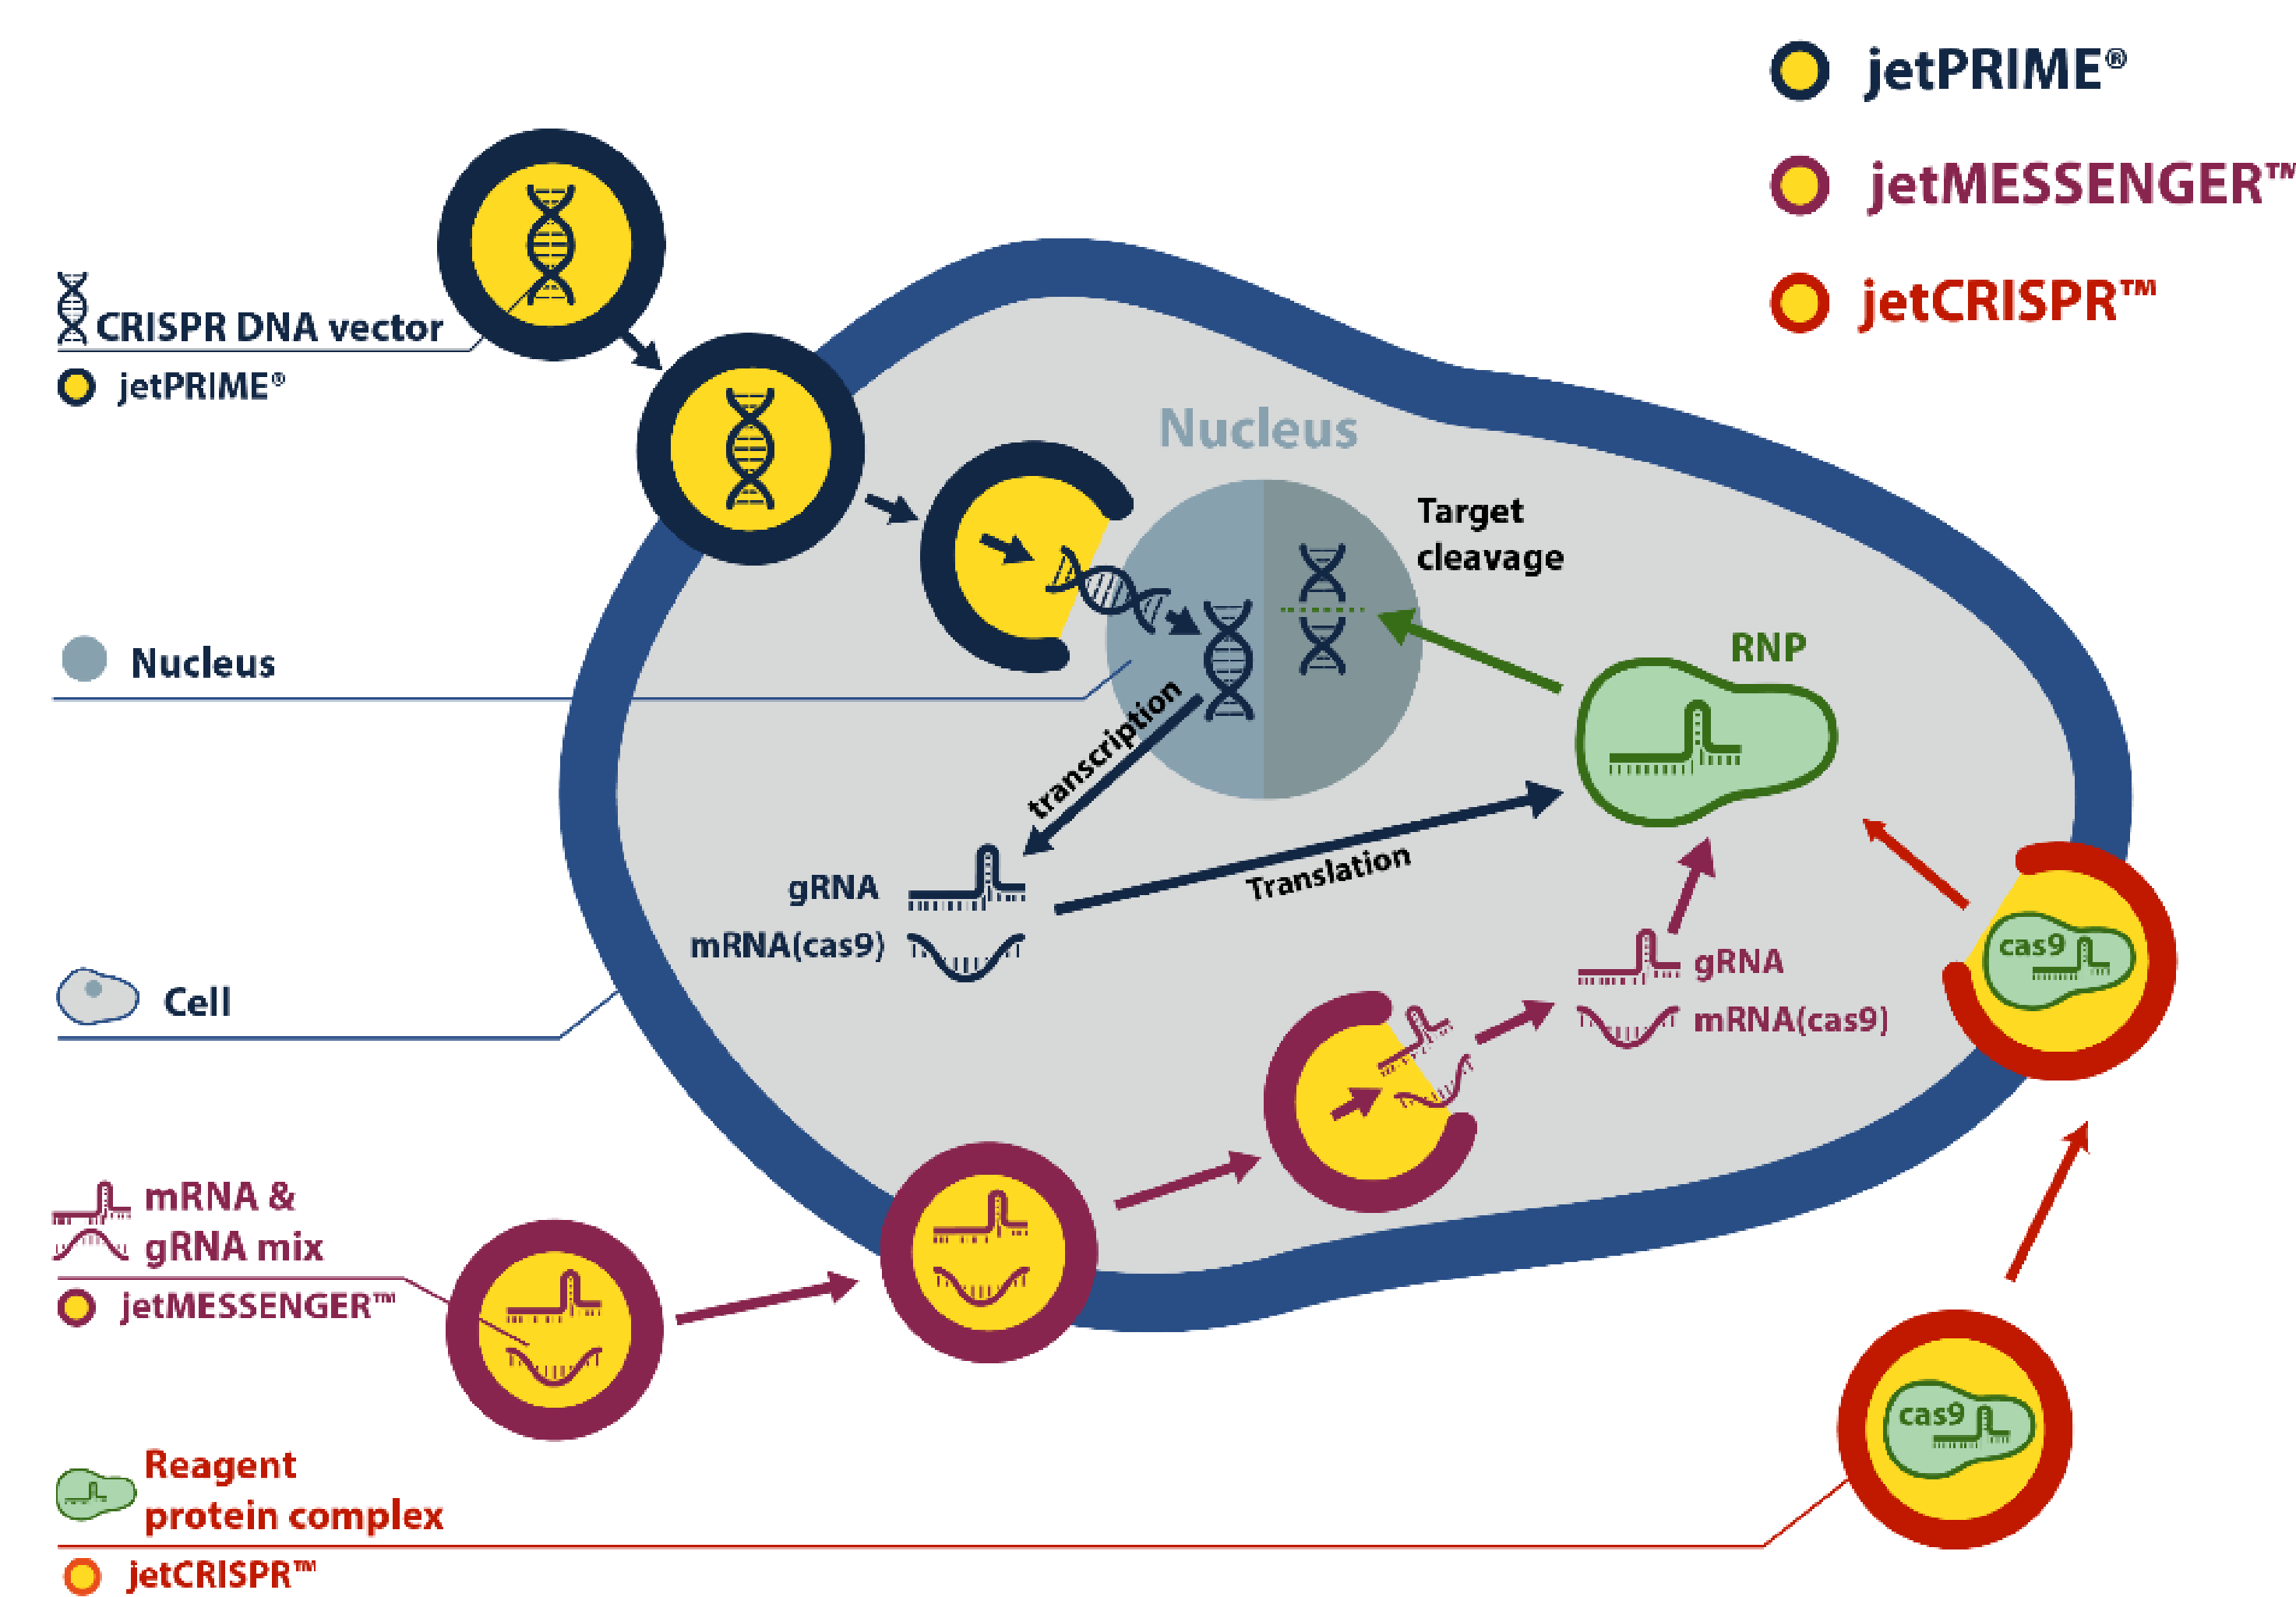 jetPRIME®
jetMESSENGER™
jetCRISPR™
CRISPR DNA vector
jetPRIME®
Nucleus
Target
cleavage
RNP
Nucleus
transcription
Translation
gRNA
mRNA(cas9)
cas9
gRNA
mRNA(cas9)
Cell
mRNA &
gRNA mix
jetMESSENGER™
cas9
Reagent
protein complex
jetCRISPR™